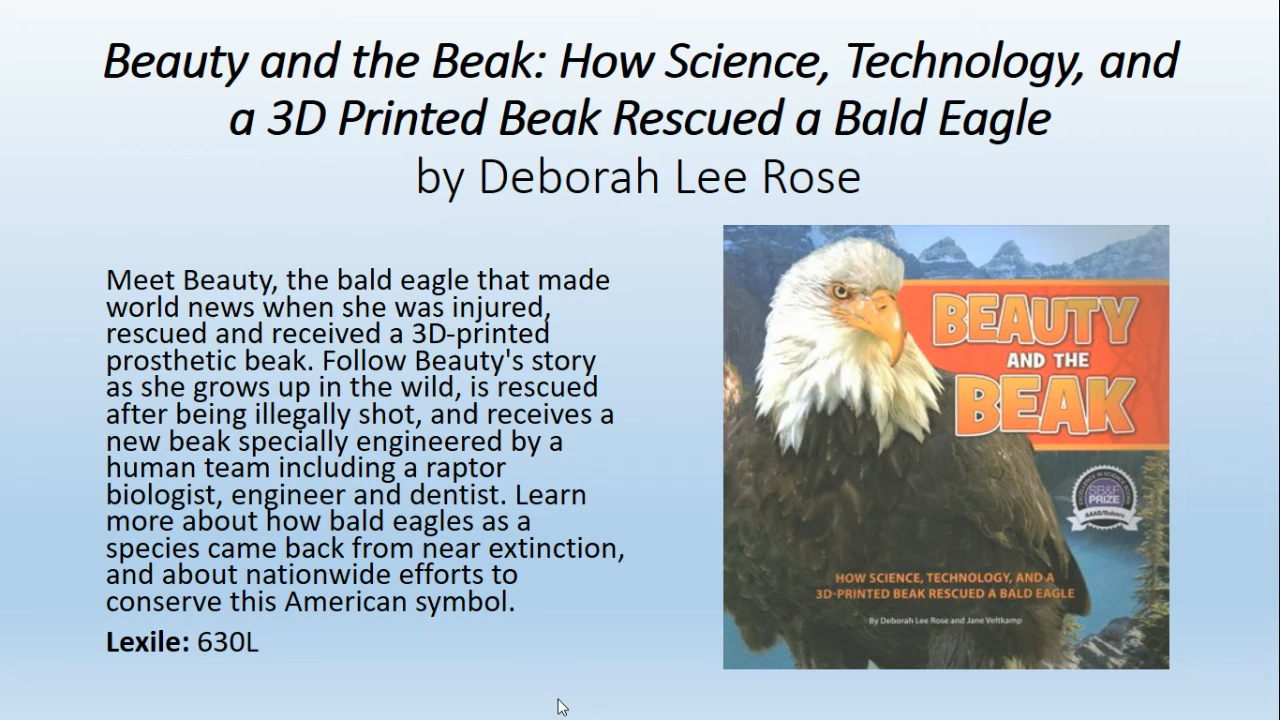 Beauty and the Beak: How Science, Technology, and
a 3D Printed Beak Rescued a Bald Eagle
by Deborah Lee Rose
Meet Beauty, the bald eagle that made
world news when she was injured,
rescued and received a 3D-printed
prosthetic beak. Follow Beauty's story
as she grows up in the wild, is rescued
after being illegally shot, and receives a
new beak specially engineered by a
human team including a raptor
biologist, engineer and dentist. Learn
more about how bald eagles as a
species came back from near extinction,
and about nationwide efforts to
conserve this American symbol.
Lexile: 630L
BEAUTY
AND THE
BEAK
SB&F
PRIZE
AAAS/Subaru
HOW SCIENCE, TECHNOLOGY, AND A
3D-PRINTED BEAK RESCUED A BALD EAGLE
By Deborah Lee Rose and Jane Veltkamp